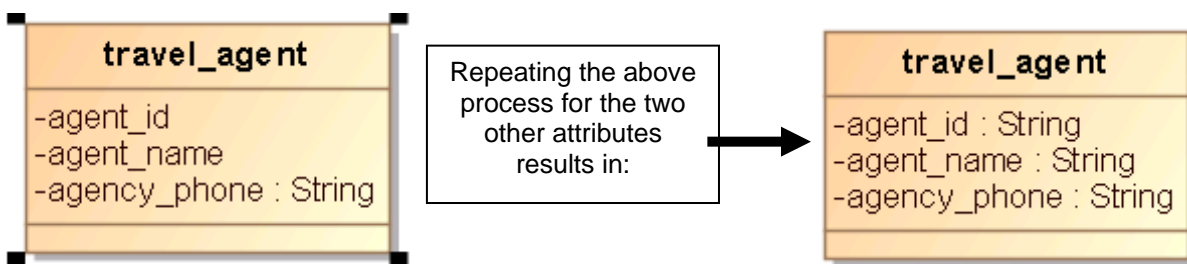 travel_agent
-agent_id
-agent_name
-agency_phone : String
Repeating the above
process for the two
other attributes
results in:
travel_agent
-agent_id : String
-agent_name : String
-agency_phone : String